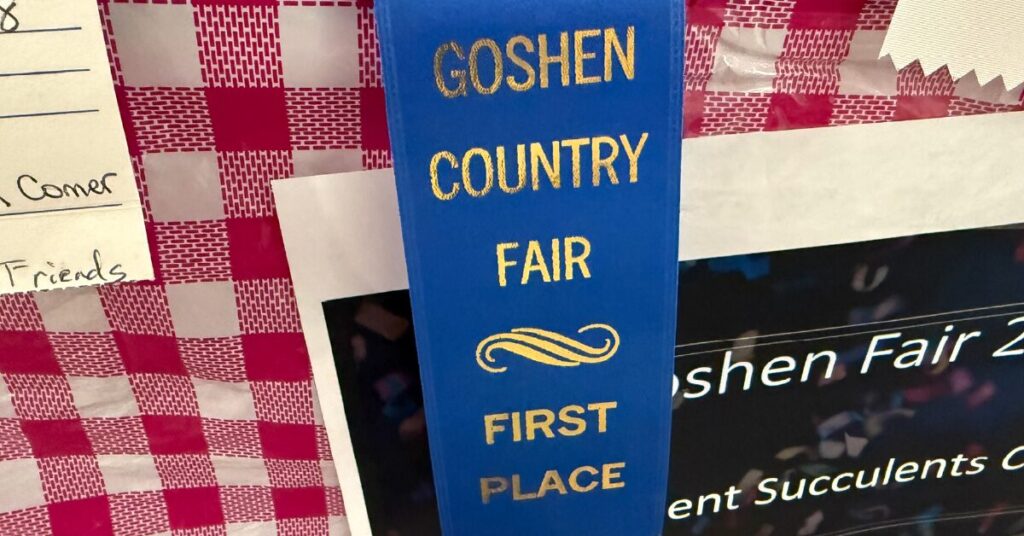 Comer
Friends
GOSHEN
COUNTRY
FAIR
FIRST
PLACE
oshen Fair 2
ent Succulents C